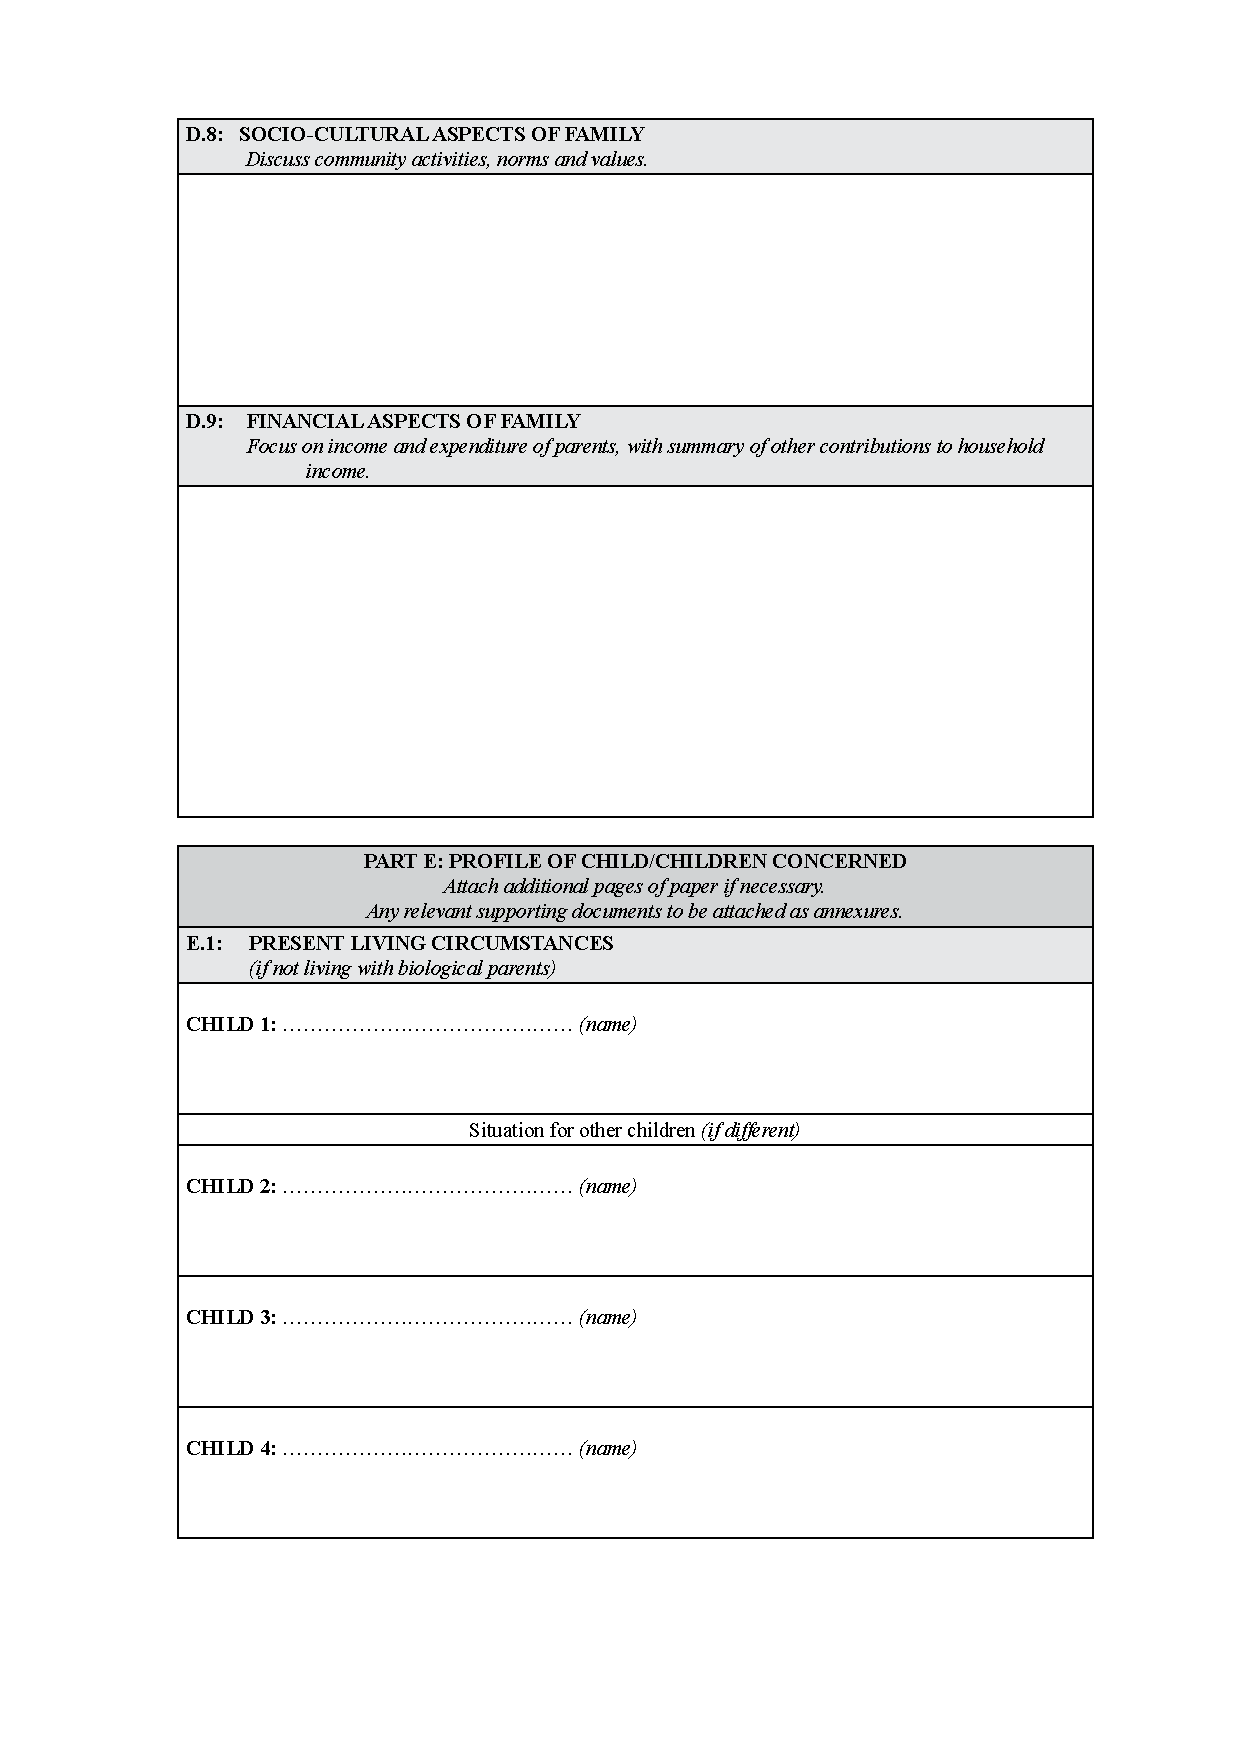 D.8: SOCIO-CULTURAL ASPECTS OF FAMILY
Discuss community activities, norms and values.
D.9: FINANCIAL ASPECTS OF FAMILY
Focus on income and expenditure of parents, with summary of other contributions to household
income.
PART E: PROFILE OF CHILD/CHILDREN CONCERNED
Attach additional pages of paper if necessary.
Any relevant supporting documents to be attached as annexures.
E.1: PRESENT LIVING CIRCUMSTANCES
(if not living with biological parents)
CHILD 1: …………………………………… (name)
Situation for other children (if different)
CHILD 2: …………………………………… (name)
CHILD 3: …………………………………… (name)
CHILD 4: …………………………………… (name)